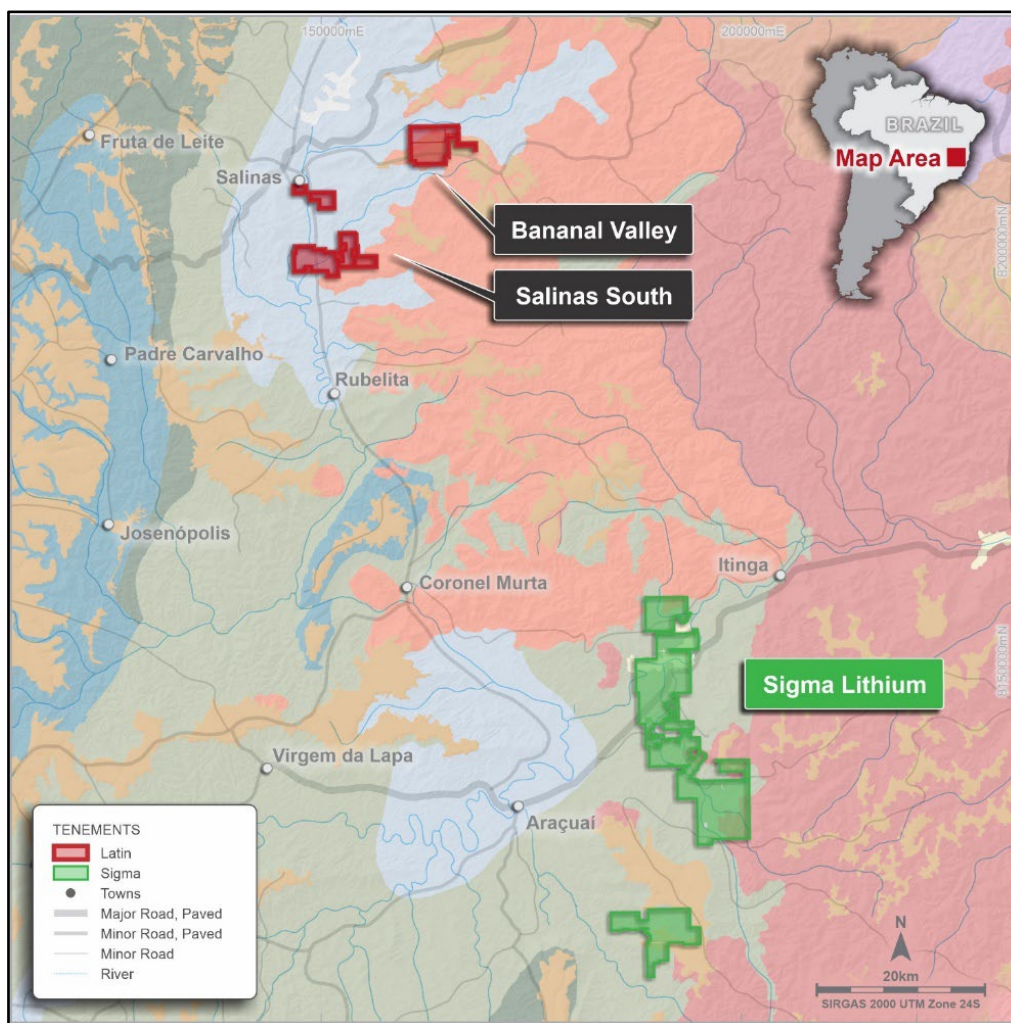 150000mE
200000mE
Fruta de Leite
BRAZIL
Map Area
Salinas
Bananal Valley
8200000mN
Salinas South
Padre Carvalho
Rubelita
Josenópolis
Itinga
Coronel Murta
8150000mN
Sigma Lithium
Virgem da Lapa
Araçuaí
TENEMENTS
Latin
Sigma
Towns
Major Road, Paved
Minor Road, Paved
Minor Road
River
N
20km
SIRGAS 2000 UTM Zone 24S